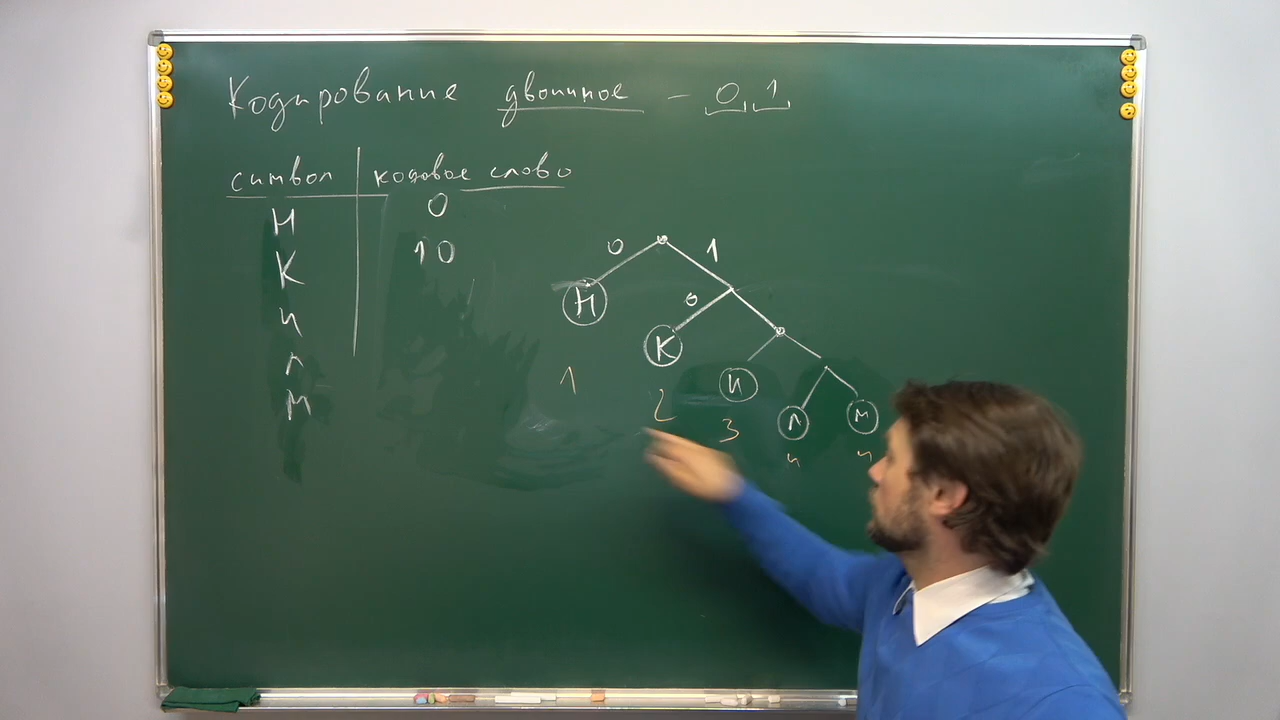 Кодирование двоичное - 0, 1
символ кодовое слово
Н 0
К 10
и
л
м
0 1
Н 0
К
и
л м
1 2 3 4 4